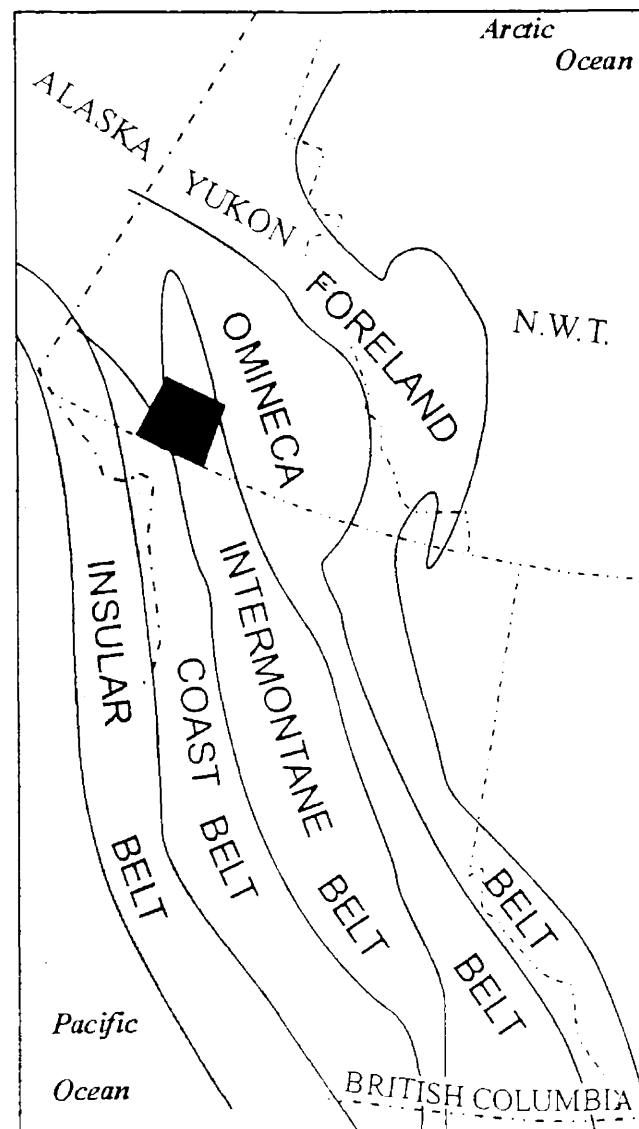 Arctic
Ocean
ALASKA
YUKON
FORELAND
N.W.T.
OMINECA
INSULAR
INTERMONTANE
COAST
BELT
BELT
BELT
BELT
BELT
Pacific
Ocean
BRITISH COLUMBIA